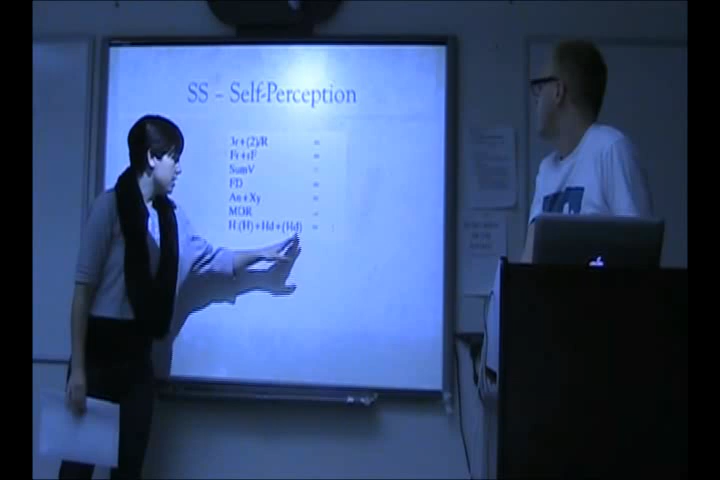 SS – Self-Perception
3r+(2)/R =
Fr+rF =
SumV =
FD =
An+Xy =
MOR =
H:(H)+Hd+(Hd) =